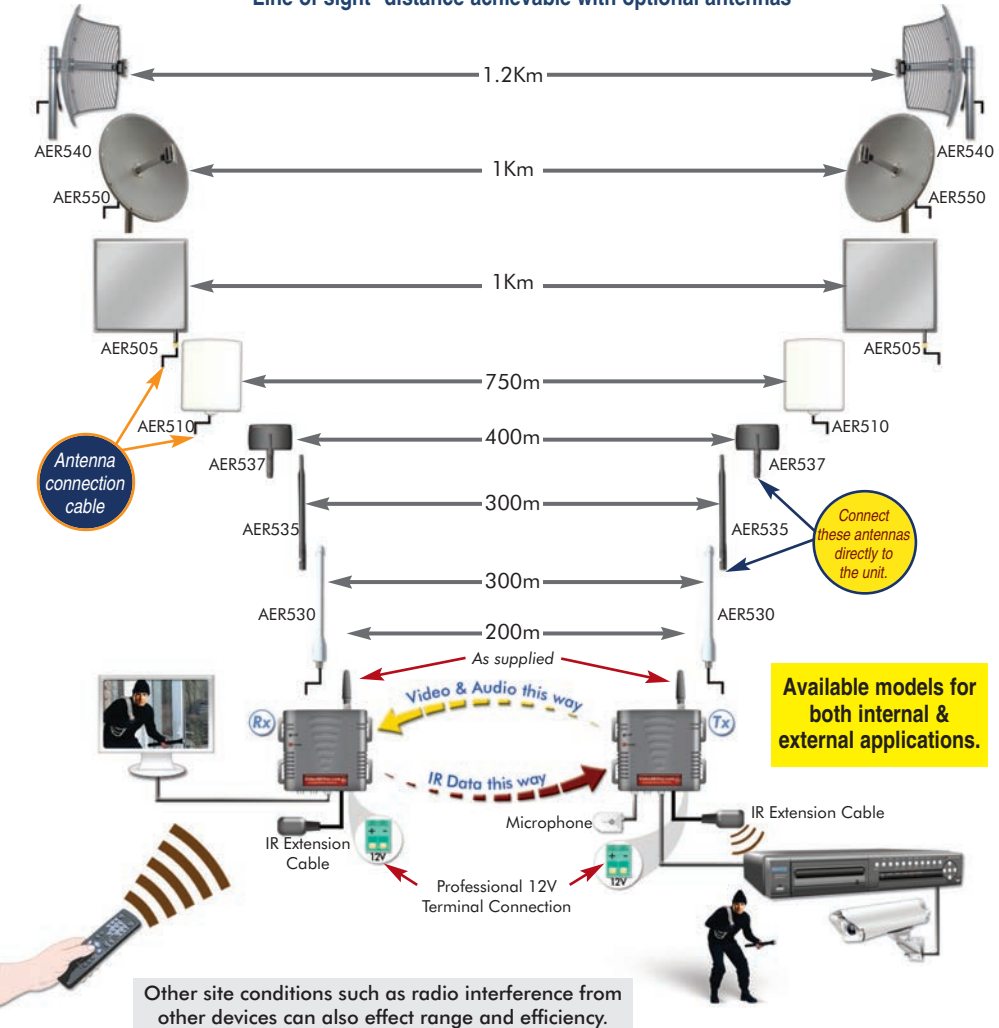 "Line of sight" distance achievable with optional antennas
1.2Km
AER540
AER540
1Km
AER550
AER550
1Km
AER505
AER505
750m
AER510
AER510
Antenna
connection
cable
400m
AER537
AER537
300m
AER535
AER535
Connect
these antennas
directly to
the unit.
300m
AER530
AER530
200m
As supplied
Available models for
both internal &
external applications.
Video & Audio this way
Rx
Tx
IR Data this way
IR Extension
Cable
12V
Microphone
IR Extension Cable
12V
Professional 12V
Terminal Connection
Other site conditions such as radio interference from
other devices can also effect range and efficiency.